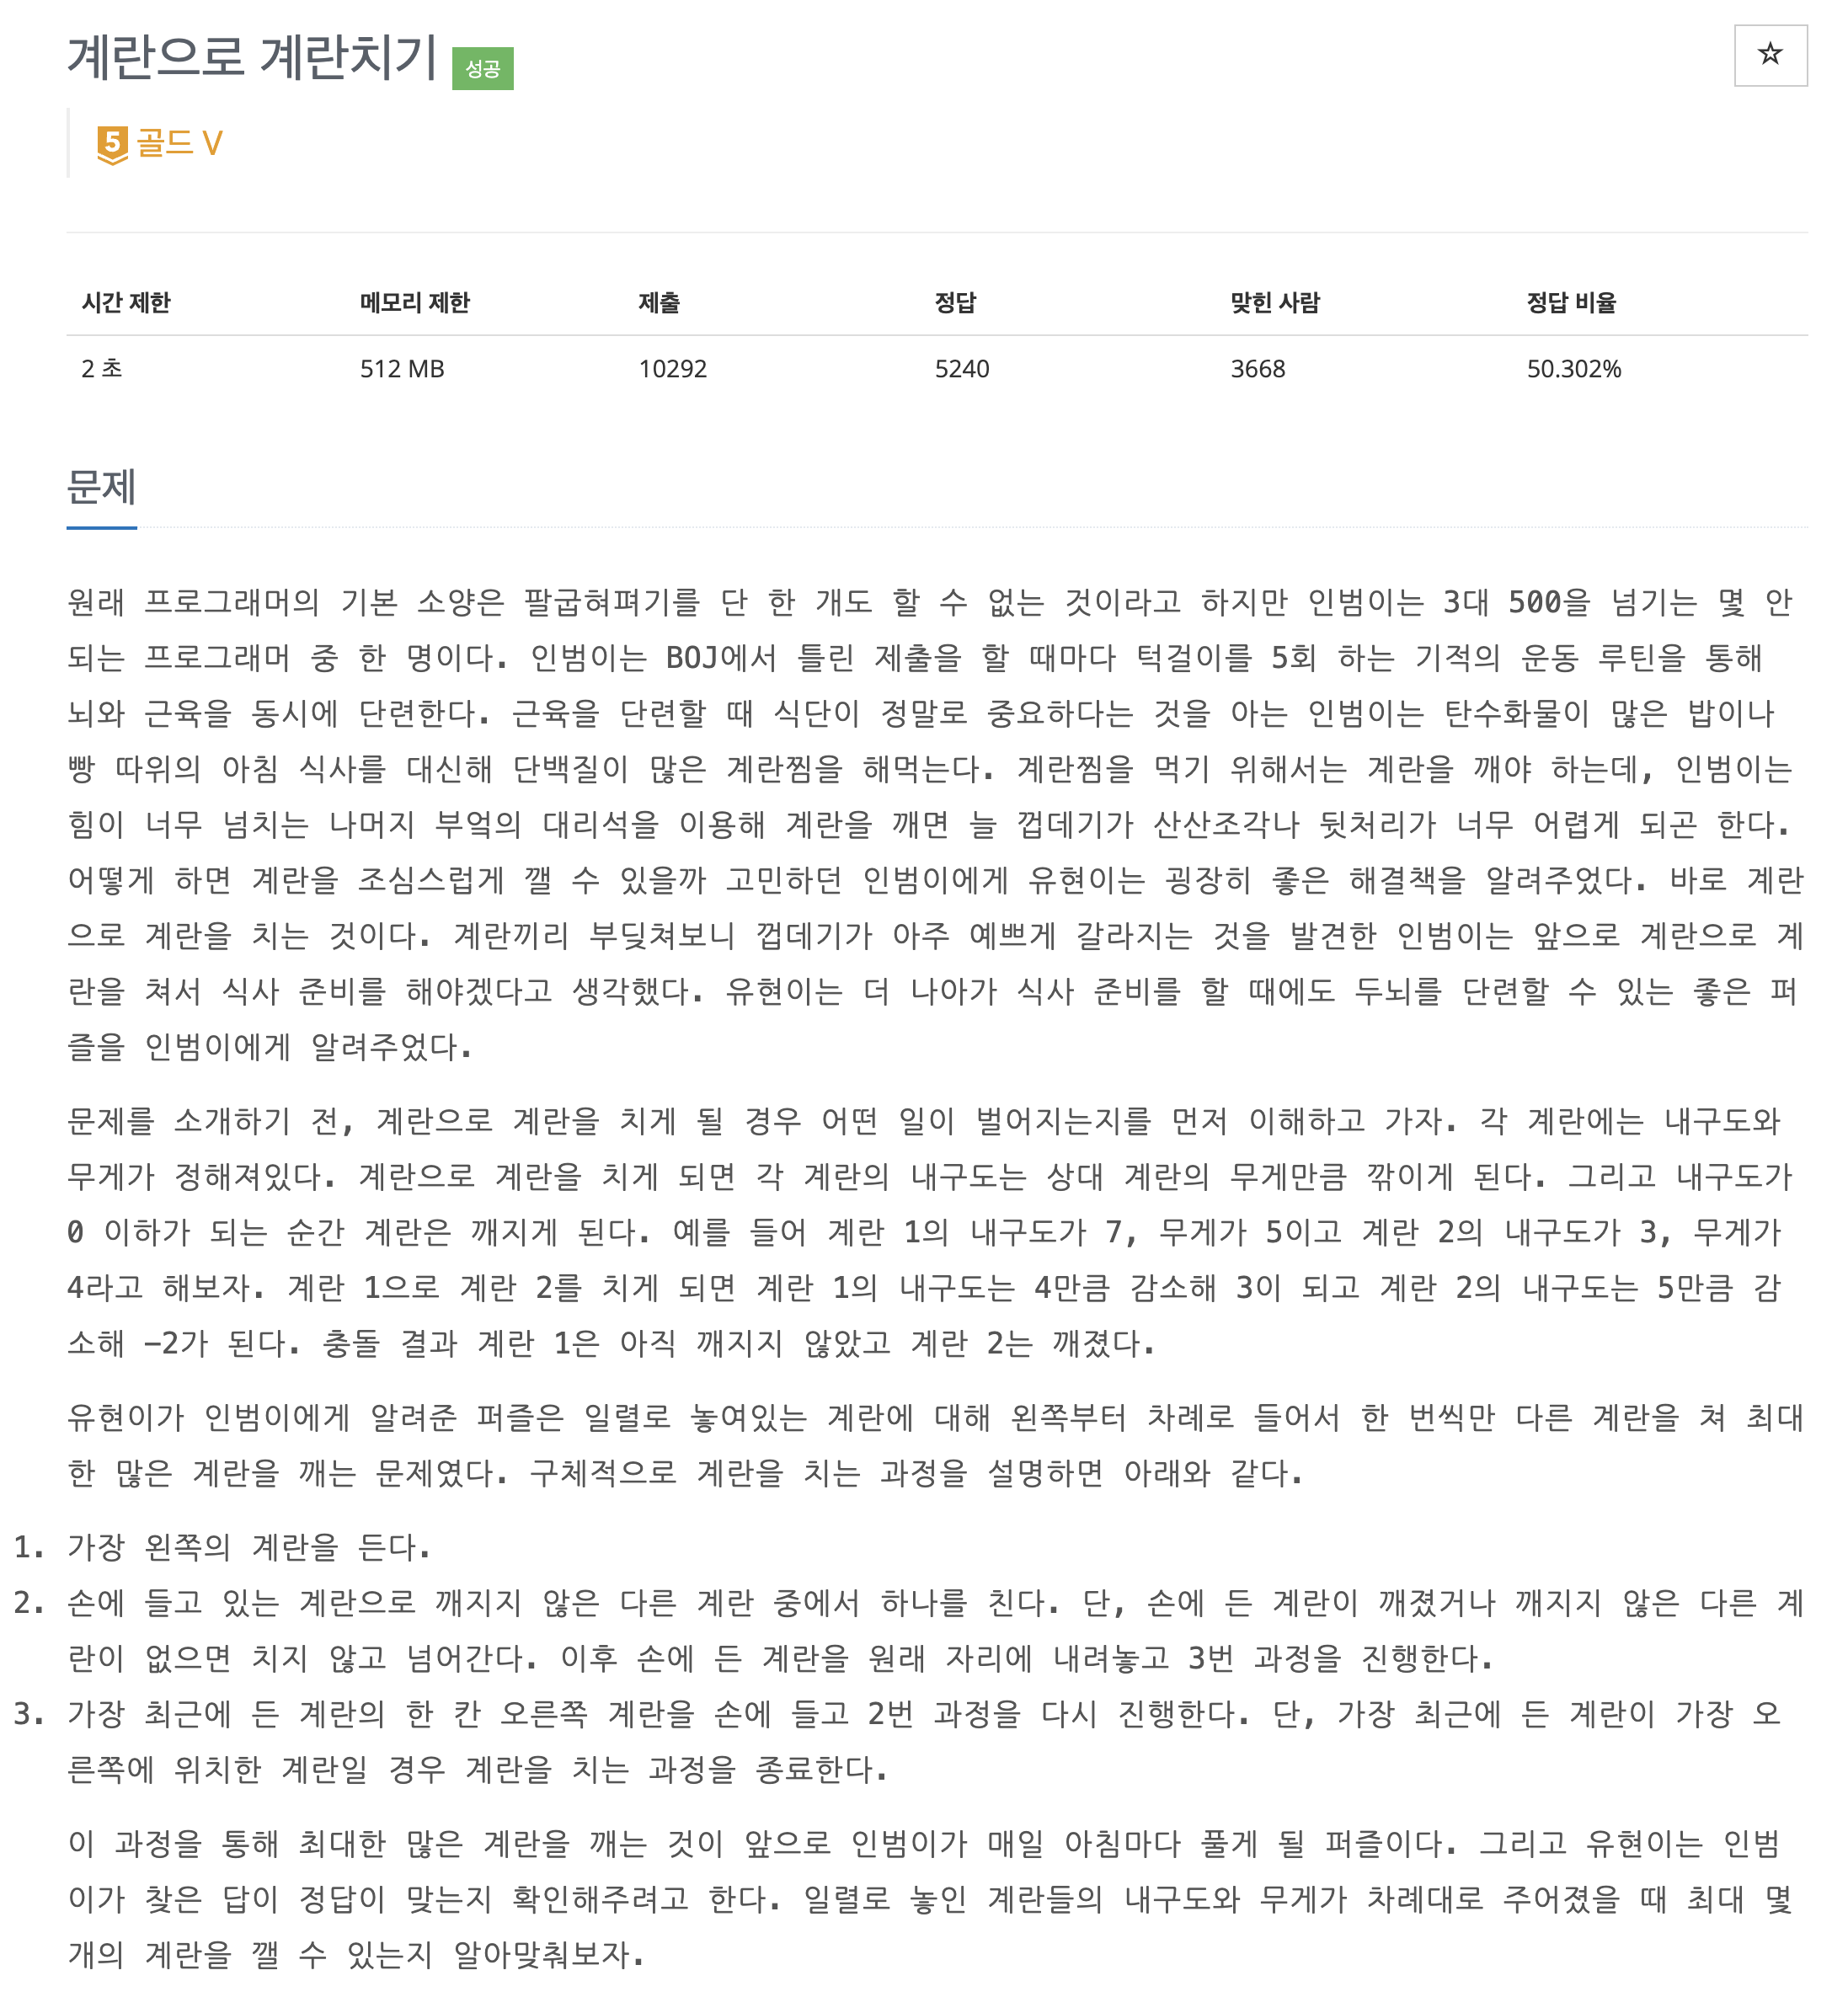 계란으로 계란치기 성공
☆
5 골드 V
시간 제한 메모리 제한 제출 정답 맞힌 사람 정답 비율
2 초 512 MB 10292 5240 3668 50.302%
문제
원래 프로그래머의 기본 소양은 팔굽혀펴기를 단 한 개도 할 수 없는 것이라고 하지만 인범이는 3대 500을 넘기는 몇 안
되는 프로그래머 중 한 명이다. 인범이는 BOJ에서 틀린 제출을 할 때마다 턱걸이를 5회 하는 기적의 운동 루틴을 통해
뇌와 근육을 동시에 단련한다. 근육을 단련할 때 식단이 정말로 중요하다는 것을 아는 인범이는 탄수화물이 많은 밥이나
빵 따위의 아침 식사를 대신해 단백질이 많은 계란찜을 해먹는다. 계란찜을 먹기 위해서는 계란을 깨야 하는데, 인범이는
힘이 너무 넘치는 나머지 부엌의 대리석을 이용해 계란을 깨면 늘 껍데기가 산산조각나 뒷처리가 너무 어렵게 되곤 한다.
어떻게 하면 계란을 조심스럽게 깰 수 있을까 고민하던 인범이에게 유현이는 굉장히 좋은 해결책을 알려주었다. 바로 계란
으로 계란을 치는 것이다. 계란끼리 부딪쳐보니 껍데기가 아주 예쁘게 갈라지는 것을 발견한 인범이는 앞으로 계란으로 계
란을 쳐서 식사 준비를 해야겠다고 생각했다. 유현이는 더 나아가 식사 준비를 할 때에도 두뇌를 단련할 수 있는 좋은 퍼
즐을 인범이에게 알려주었다.
문제를 소개하기 전, 계란으로 계란을 치게 될 경우 어떤 일이 벌어지는지를 먼저 이해하고 가자. 각 계란에는 내구도와
무게가 정해져있다. 계란으로 계란을 치게 되면 각 계란의 내구도는 상대 계란의 무게만큼 깎이게 된다. 그리고 내구도가
0 이하가 되는 순간 계란은 깨지게 된다. 예를 들어 계란 1의 내구도가 7, 무게가 5이고 계란 2의 내구도가 3, 무게가
4라고 해보자. 계란 1으로 계란 2를 치게 되면 계란 1의 내구도는 4만큼 감소해 3이 되고 계란 2의 내구도는 5만큼 감
소해 -2가 된다. 충돌 결과 계란 1은 아직 깨지지 않았고 계란 2는 깨졌다.
유현이가 인범이에게 알려준 퍼즐은 일렬로 놓여있는 계란에 대해 왼쪽부터 차례로 들어서 한 번씩만 다른 계란을 쳐 최대
한 많은 계란을 깨는 문제였다. 구체적으로 계란을 치는 과정을 설명하면 아래와 같다.
1. 가장 왼쪽의 계란을 든다.
2. 손에 들고 있는 계란으로 깨지지 않은 다른 계란 중에서 하나를 친다. 단, 손에 든 계란이 깨졌거나 깨지지 않은 다른 계
란이 없으면 치지 않고 넘어간다. 이후 손에 든 계란을 원래 자리에 내려놓고 3번 과정을 진행한다.
3. 가장 최근에 든 계란의 한 칸 오른쪽 계란을 손에 들고 2번 과정을 다시 진행한다. 단, 가장 최근에 든 계란이 가장 오
른쪽에 위치한 계란일 경우 계란을 치는 과정을 종료한다.
이 과정을 통해 최대한 많은 계란을 깨는 것이 앞으로 인범이가 매일 아침마다 풀게 될 퍼즐이다. 그리고 유현이는 인범
이가 찾은 답이 정답이 맞는지 확인해주려고 한다. 일렬로 놓인 계란들의 내구도와 무게가 차례대로 주어졌을 때 최대 몇
개의 계란을 깰 수 있는지 알아맞춰보자.